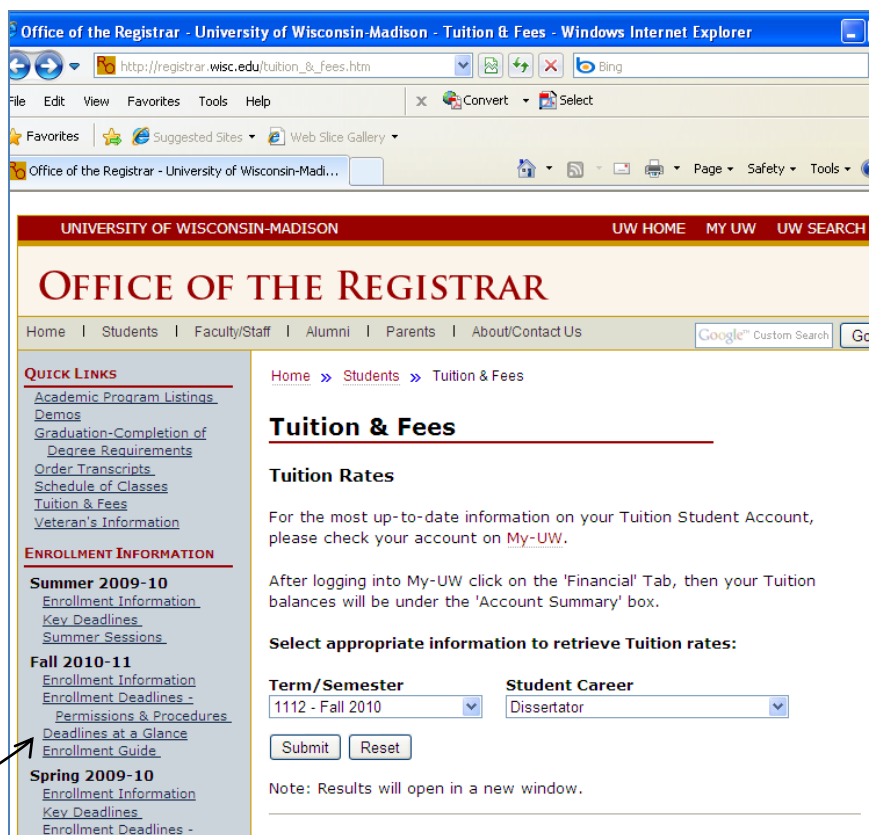 Office of the Registrar - University of Wisconsin-Madison - Tuition & Fees - Windows Internet Explorer
http://registrar.wisc.edu/tuition_&_fees.htm
Bing
File Edit View Favorites Tools Help
x Convert Select
Favorites Suggested Sites Web Slice Gallery
Office of the Registrar - University of Wisconsin-Madi...
Page Safety Tools
UNIVERSITY OF WISCONSIN-MADISON
UW HOME MY UW UW SEARCH
OFFICE OF THE REGISTRAR
Home | Students | Faculty/Staff | Alumni | Parents | About/Contact Us
Google™ Custom Search
QUICK LINKS
Academic Program Listings
Demos
Graduation-Completion of
Degree Requirements
Order Transcripts
Schedule of Classes
Tuition & Fees
Veteran's Information
ENROLLMENT INFORMATION
Summer 2009-10
Enrollment Information
Key Deadlines
Summer Sessions
Fall 2010-11
Enrollment Information
Enrollment Deadlines -
Permissions & Procedures
Deadlines at a Glance
Enrollment Guide
Spring 2009-10
Enrollment Information
Key Deadlines
Enrollment Deadlines -
Home » Students » Tuition & Fees
Tuition & Fees
Tuition Rates
For the most up-to-date information on your Tuition Student Account,
please check your account on My-UW.
After logging into My-UW click on the 'Financial' Tab, then your Tuition
balances will be under the 'Account Summary' box.
Select appropriate information to retrieve Tuition rates:
Term/Semester
1112 - Fall 2010
Student Career
Dissertator
Submit Reset
Note: Results will open in a new window.